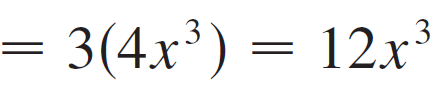 = 3(4x³) = 12x³